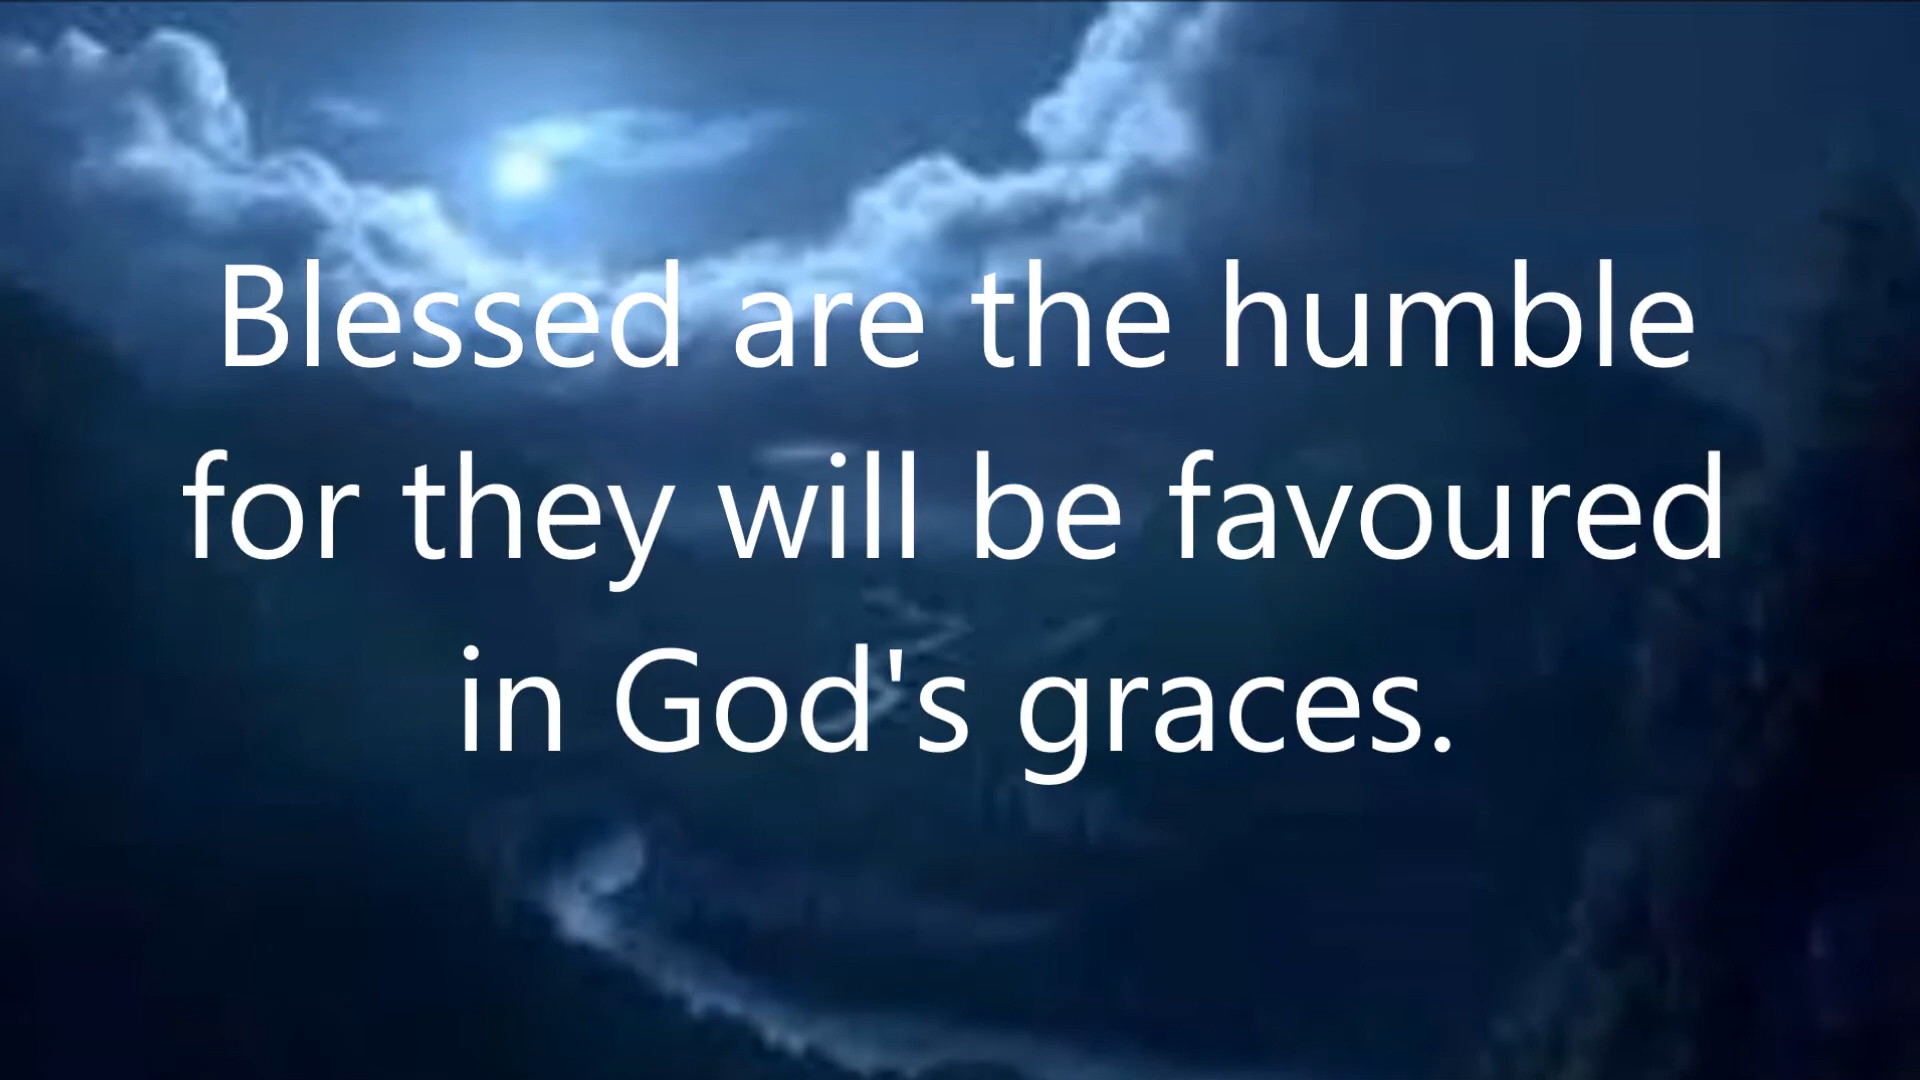 Blessed are the humble
for they will be favoured
in God's graces.